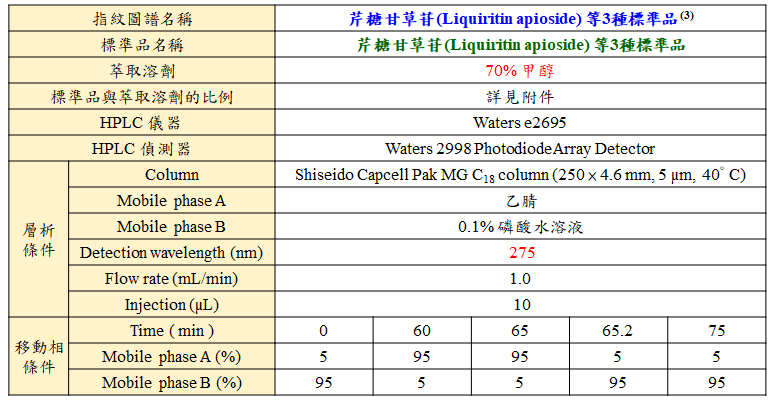 指紋圖譜名稱 芹糖甘草苷(Liquiritin apioside) 等3種標準品(3)
標準品名稱 芹糖甘草苷(Liquiritin apioside) 等3種標準品
萃取溶劑 70% 甲醇
標準品與萃取溶劑的比例 詳見附件
HPLC 儀器 Waters e2695
HPLC 偵測器 Waters 2998 PhotodiodeArray Detector
層析條件
Column Shiseido Capcell Pak MG C18 column (250 x 4.6 mm, 5 μm, 40° C)
Mobile phase A 乙腈
Mobile phase B 0.1% 磷酸水溶液
Detection wavelength (nm) 275
Flow rate (mL/min) 1.0
Injection (μL) 10
移動相條件
Time ( min ) 0 60 65 65.2 75
Mobile phase A (%) 5 95 95 5 5
Mobile phase B (%) 95 5 5 95 95